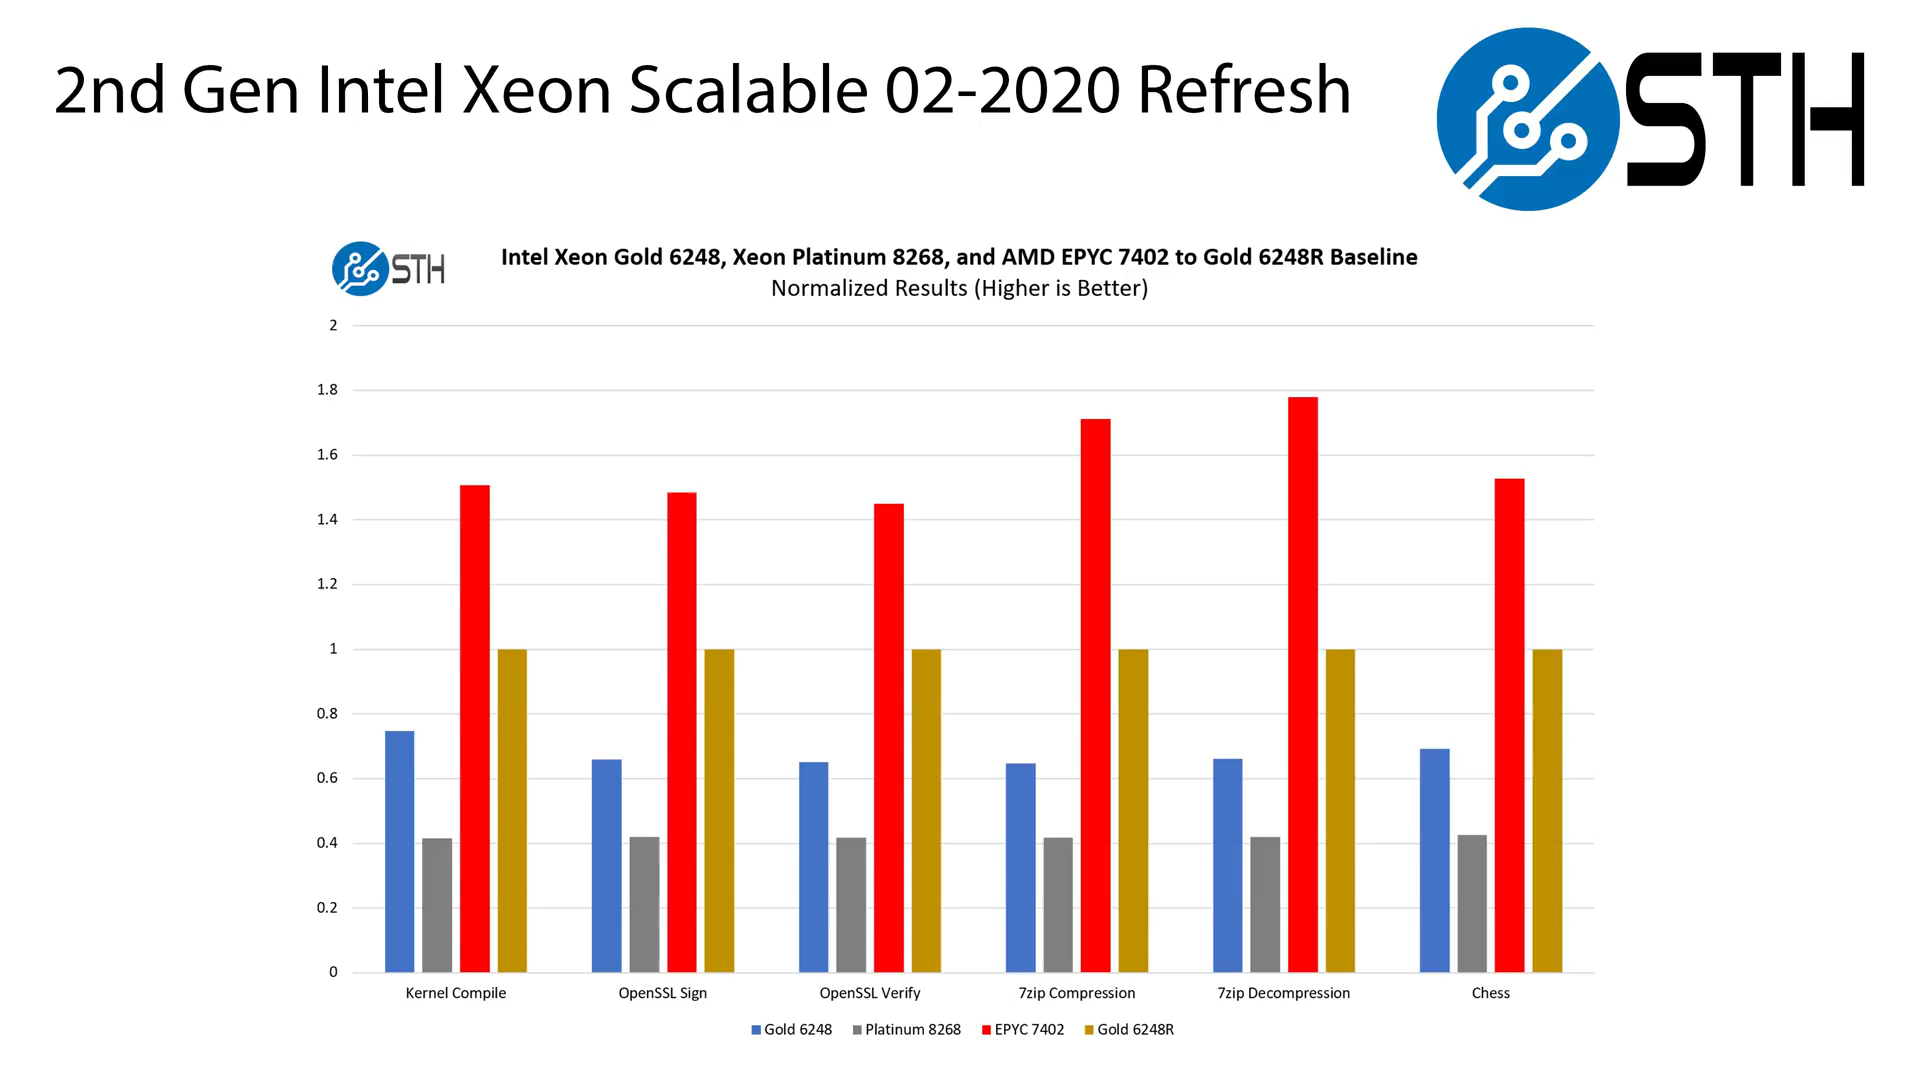 2nd Gen Intel Xeon Scalable 02-2020 Refresh
STH
STH
Intel Xeon Gold 6248, Xeon Platinum 8268, and AMD EPYC 7402 to Gold 6248R Baseline
Normalized Results (Higher is Better)
2
1.8
1.6
1.4
1.2
1
0.8
0.6
0.4
0.2
0
Kernel Compile OpenSSL Sign OpenSSL Verify 7zip Compression 7zip Decompression Chess
Gold 6248 Platinum 8268 EPYC 7402 Gold 6248R